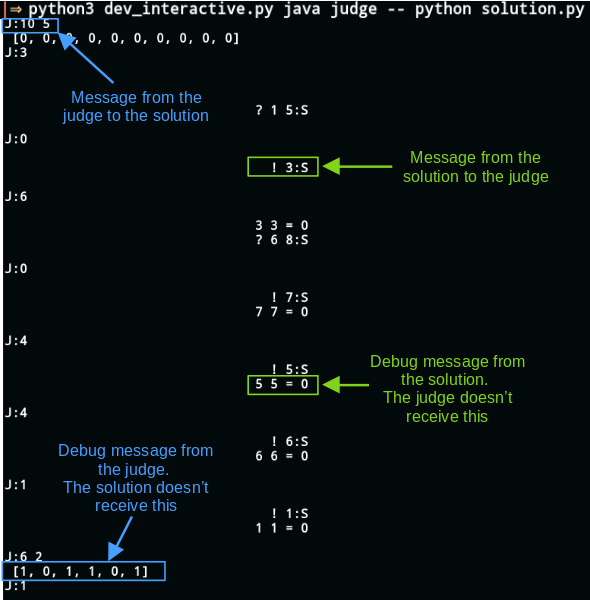 ⇒ python3 dev_interactive.py java judge -- python solution.py
J:10 5
[0, 0, 0, 0, 0, 0, 0, 0, 0, 0]
J:3
Message from the
judge to the solution
? 1 5:S
J:0
! 3:S
Message from the
solution to the judge
J:6
3 3 = 0
? 6 8:S
J:0
! 7:S
7 7 = 0
J:4
! 5:S
5 5 = 0
Debug message from
the solution.
The judge doesn't
receive this
J:4
! 6:S
6 6 = 0
Debug message from
the judge.
The solution doesn't
receive this
J:1
! 1:S
1 1 = 0
J:6 2
[1, 0, 1, 1, 0, 1]
J:1